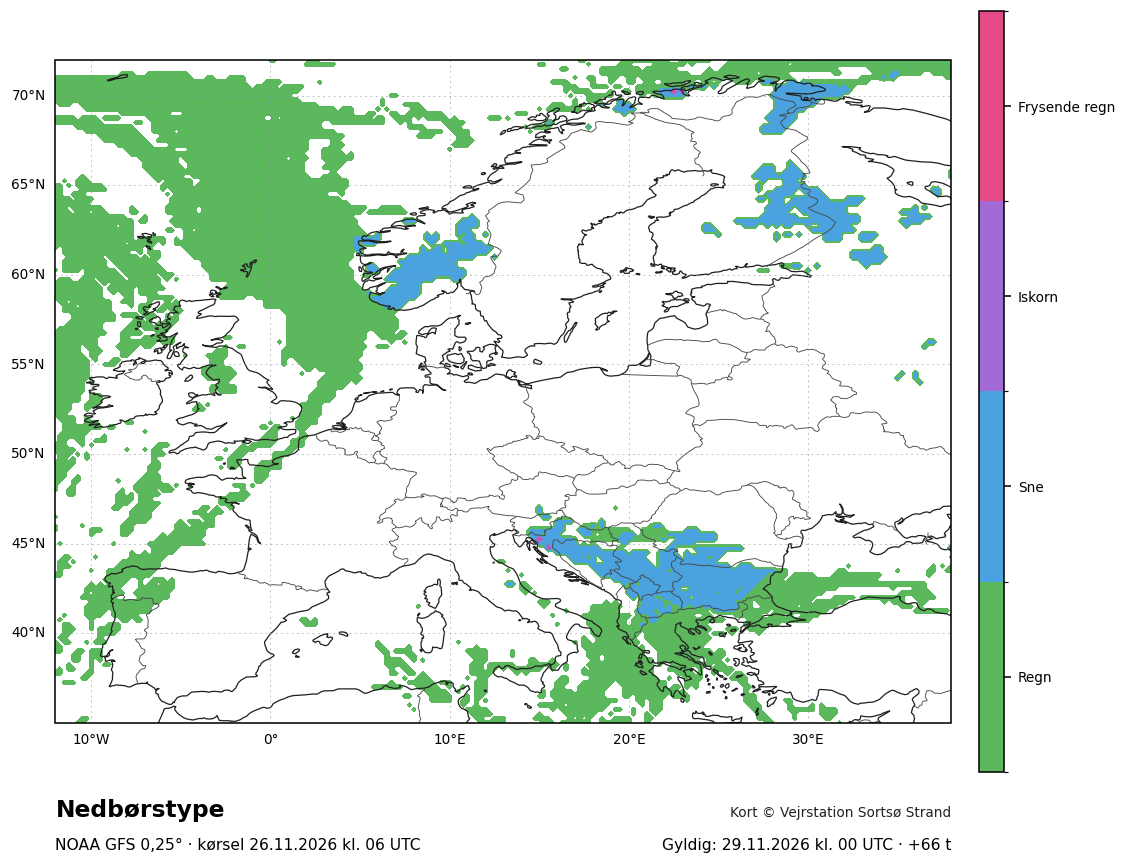 70°N
65°N
60°N
55°N
50°N
45°N
40°N
10°W
0°
10°E
20°E
30°E
Frysende regn
Iskorn
Sne
Regn
Nedbørstype
Kort © Vejrstation Sortsø Strand
NOAA GFS 0,25° · kørsel 26.11.2026 kl. 06 UTC
Gyldig: 29.11.2026 kl. 00 UTC · +66 t